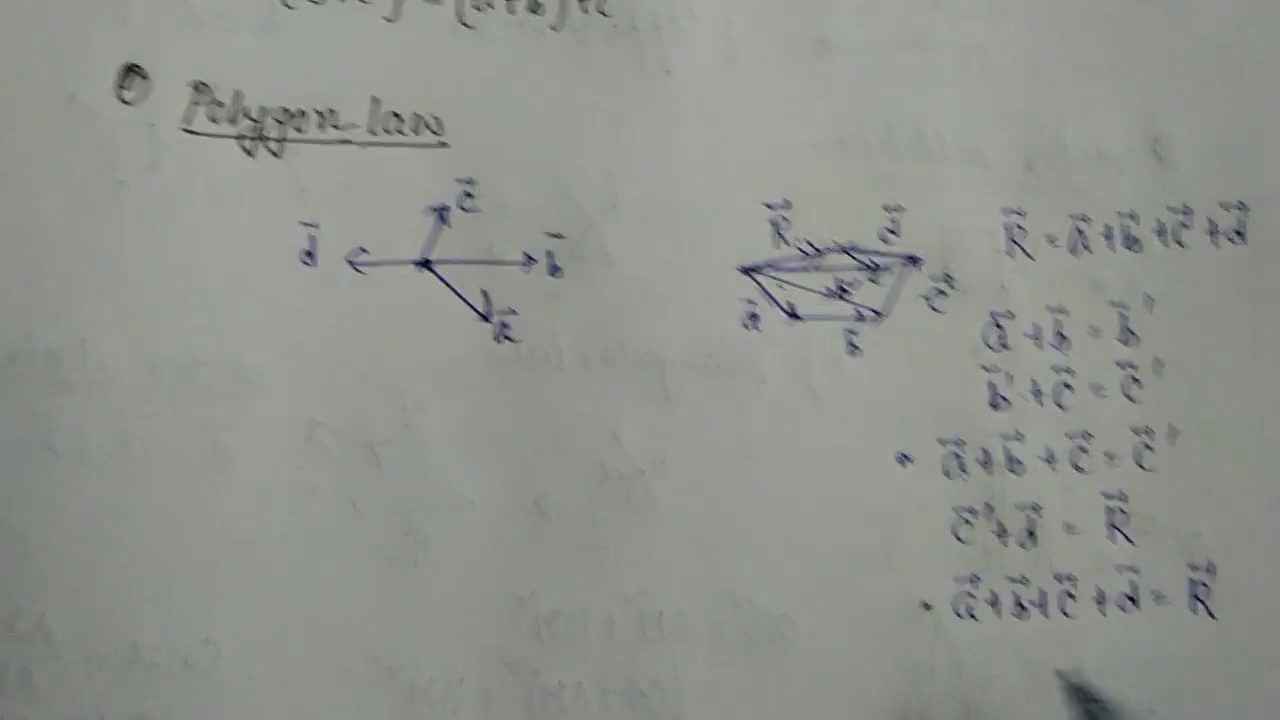 Polygon law
c⃗
d⃗
b⃗
a⃗
R⃗
d⃗
c⃗
a⃗
b⃗
R⃗ = a⃗ + b⃗ + c⃗ + d⃗
a⃗ + b⃗ = b⃗'
b⃗' + c⃗ = c⃗'
a⃗ + b⃗ + c⃗ = c⃗'
c⃗' + d⃗ = R⃗
a⃗ + b⃗ + c⃗ + d⃗ = R⃗